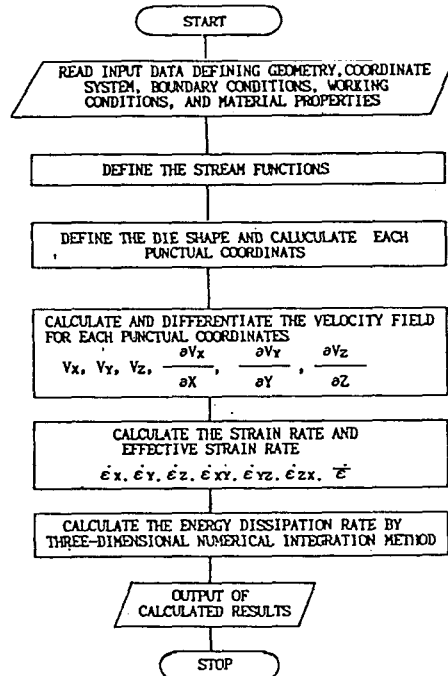 START
READ INPUT DATA DEFINING GEOMETRY,COORDINATE
SYSTEM, BOUNDARY CONDITIONS, WORKING
CONDITIONS, AND MATERIAL PROPERTIES
DEFINE THE STREAM FUNCTIONS
DEFINE THE DIE SHAPE AND CALUCULATE EACH
PUNCTUAL COORDINATS
CALCULATE AND DIFFERENTIATE THE VELOCITY FIELD
FOR EACH PUNCTUAL COORDINATES
Vx, VY, Vz, ∂Vx/∂X, ∂VY/∂Y, ∂Vz/∂Z
CALCULATE THE STRAIN RATE AND
EFFECTIVE STRAIN RATE
ε̇X, ε̇Y, ε̇Z, ε̇XY, ε̇YZ, ε̇ZX, ε̄̇
CALCULATE THE ENERGY DISSIPATION RATE BY
THREE-DIMENSIONAL NUMERICAL INTEGRATION METHOD
OUTPUT OF
CALCULATED RESULTS
STOP